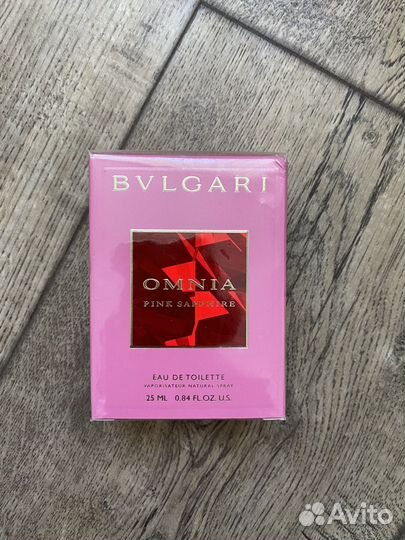 BVLGARI
OMNIA
PINK SAPPHIRE
EAU DE TOILETTE
VAPORISATEUR NATURAL SPRAY
25 ML 0.84 FL.OZ. U.S.
Avito